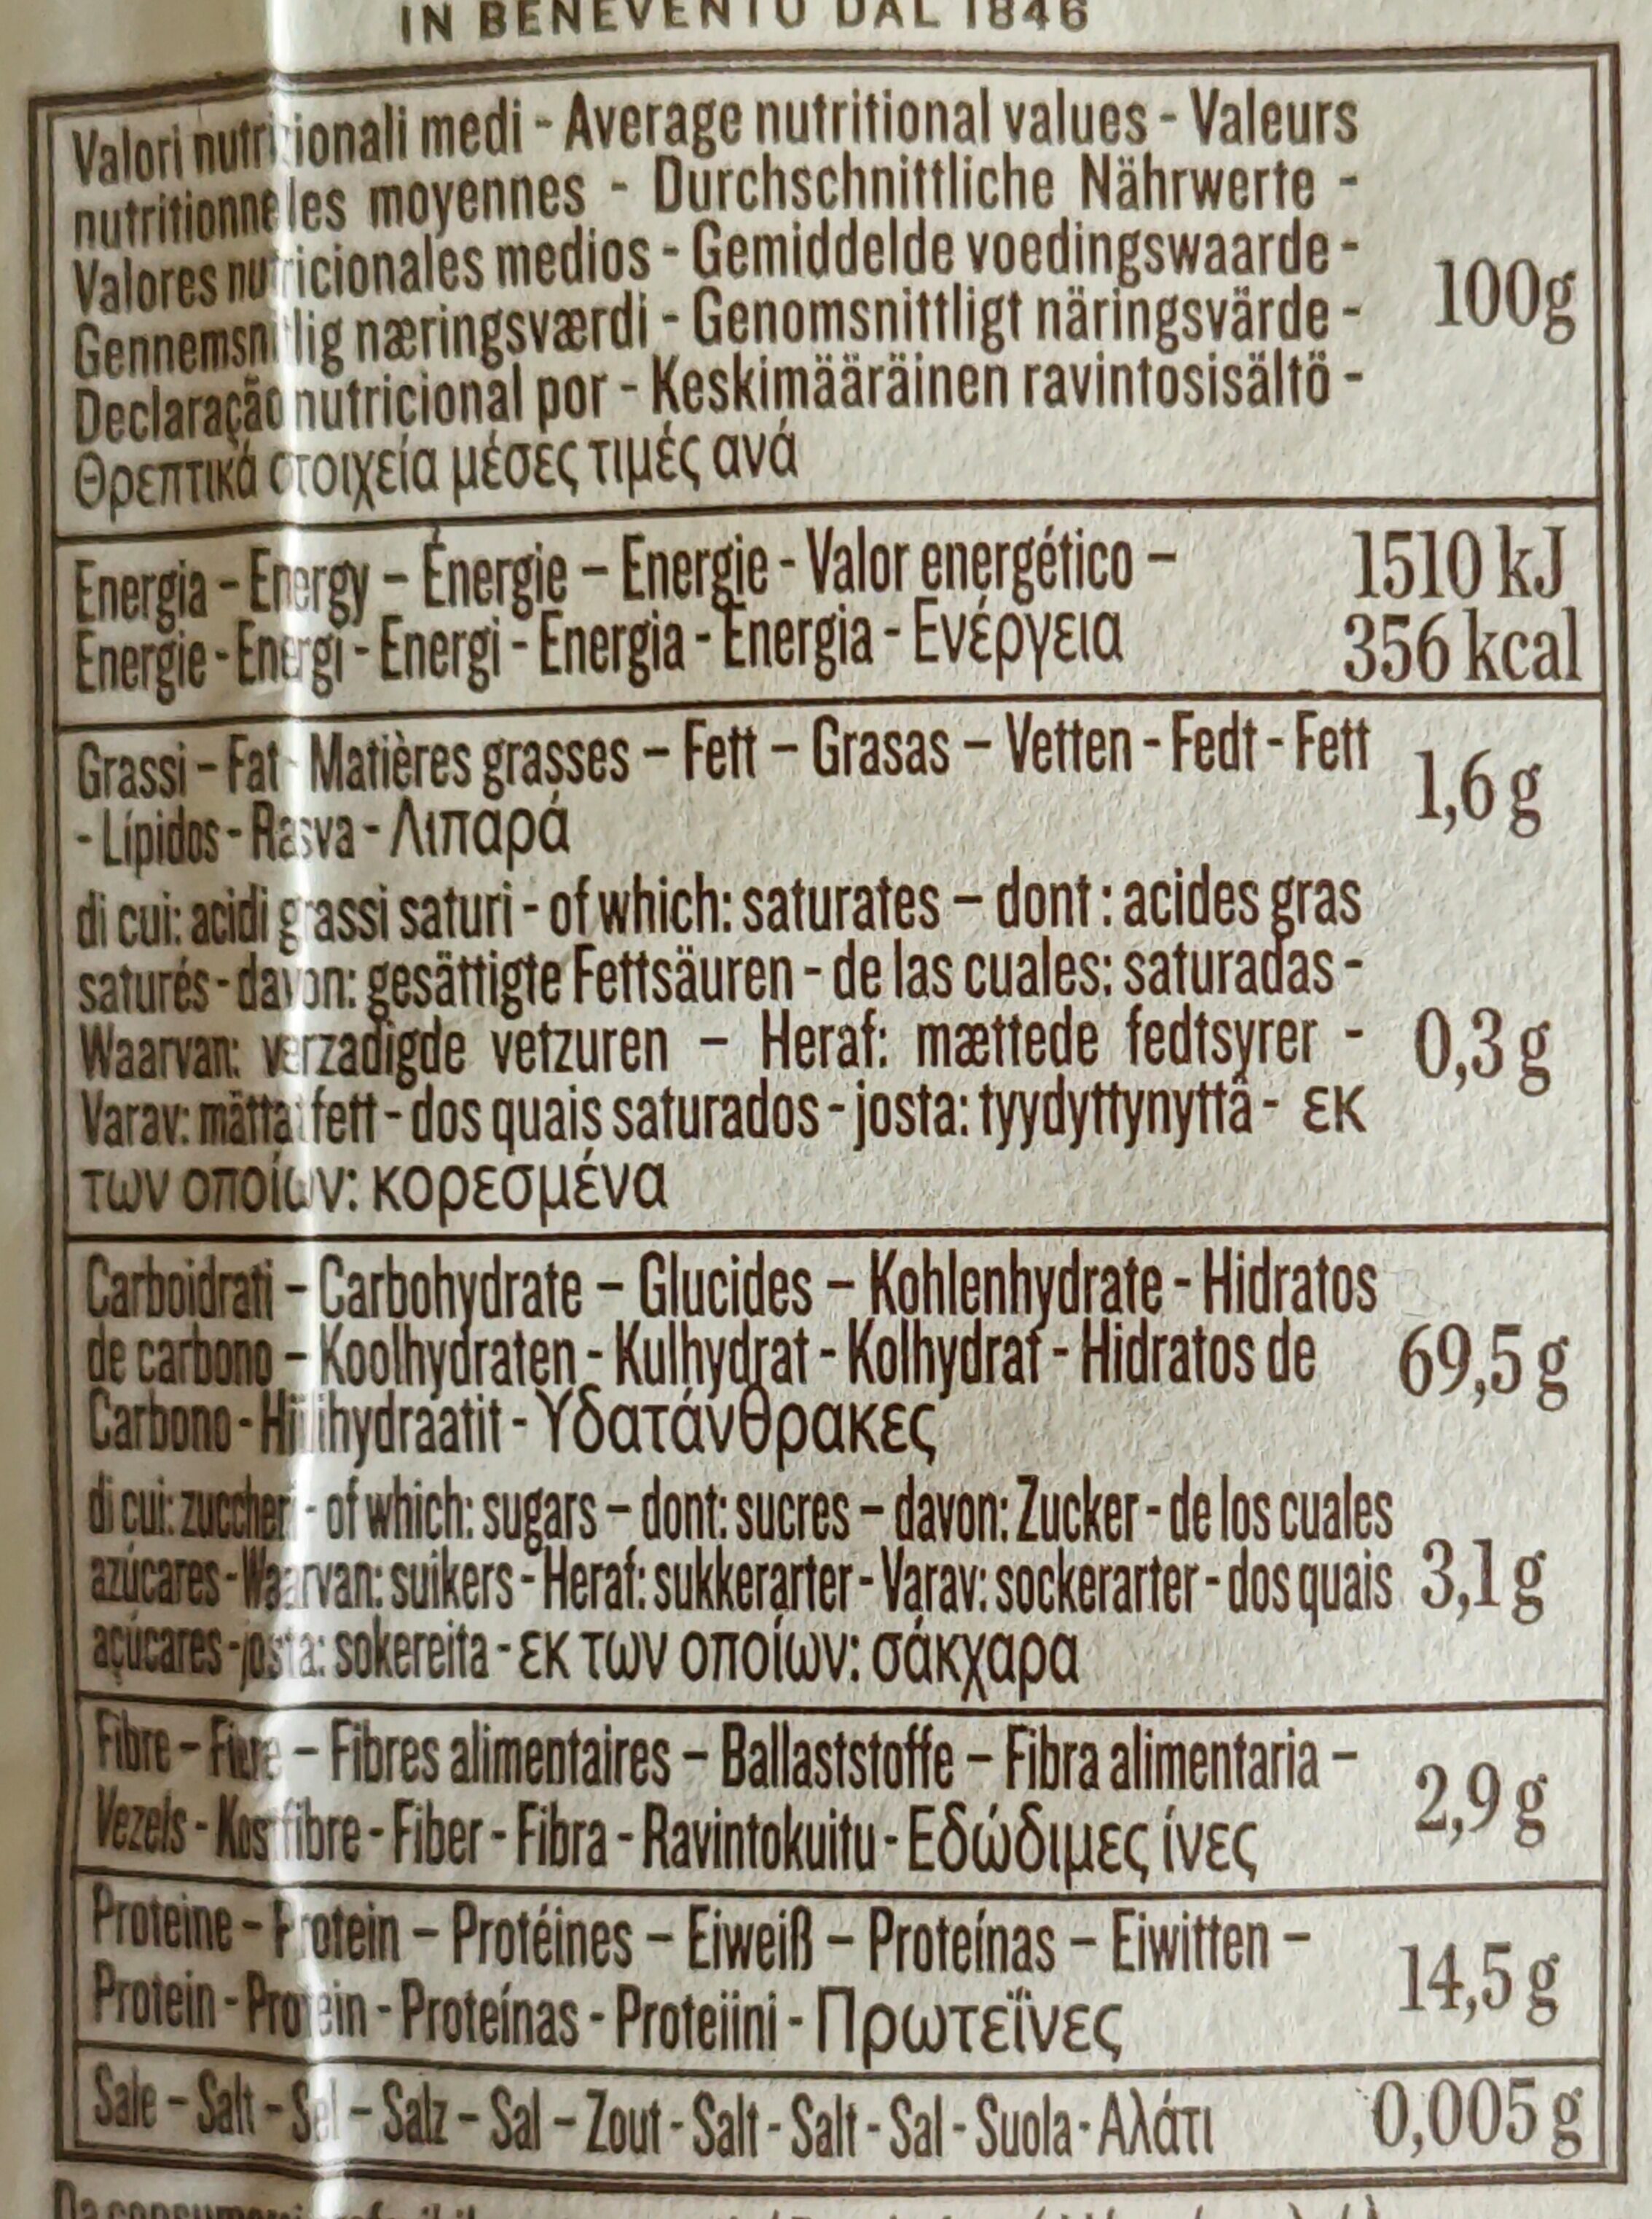 IN BENEVENTO DAL 1846
Valori nutrizionali medi - Average nutritional values - Valeurs
nutritionnelles moyennes - Durchschnittliche Nährwerte -
Valores nutricionales medios - Gemiddelde voedingswaarde -
Gennemsnitlig næringsværdi - Genomsnittligt näringsvärde -
Declaração nutricional por - Keskimääräinen ravintosisältö -
Θρεπτικά στοιχεία μέσες τιμές ανά
100g
Energia – Energy – Énergie – Energie - Valor energético –
Energie - Energi - Energi - Energia - Energia - Ενέργεια
1510 kJ
356 kcal
Grassi – Fat - Matières grasses – Fett – Grasas – Vetten - Fedt - Fett
- Lípidos - Rasva - Λιπαρά
1,6 g
di cui: acidi grassi saturi - of which: saturates – dont : acides gras
saturés - davon: gesättigte Fettsäuren - de las cuales: saturadas -
Waarvan: verzadigde vetzuren – Heraf: mættede fedtsyrer -
Varav: mättat fett - dos quais saturados - josta: tyydyttynyttä - εκ
των οποίων: κορεσμένα
0,3 g
Carboidrati – Carbohydrate – Glucides – Kohlenhydrate - Hidratos
de carbono – Koolhydraten - Kulhydrat - Kolhydrat - Hidratos de
Carbono - Hiilihydraatit - Υδατάνθρακες
69,5 g
di cui: zuccheri - of which: sugars – dont: sucres – davon: Zucker - de los cuales
azúcares - Waarvan: suikers - Heraf: sukkerarter - Varav: sockerarter - dos quais
açúcares - josta: sokereita - εκ των οποίων: σάκχαρα
3,1 g
Fibre – Fibre – Fibres alimentaires – Ballaststoffe – Fibra alimentaria –
Vezels - Kostfibre - Fiber - Fibra - Ravintokuitu - Εδώδιμες ίνες
2,9 g
Proteine – Protein – Protéines – Eiweiß – Proteínas – Eiwitten –
Protein - Protein - Proteínas - Proteiini - Πρωτεΐνες
14,5 g
Sale – Salt – Sel – Salz – Sal – Zout - Salt - Salt - Sal - Suola - Αλάτι
0,005 g